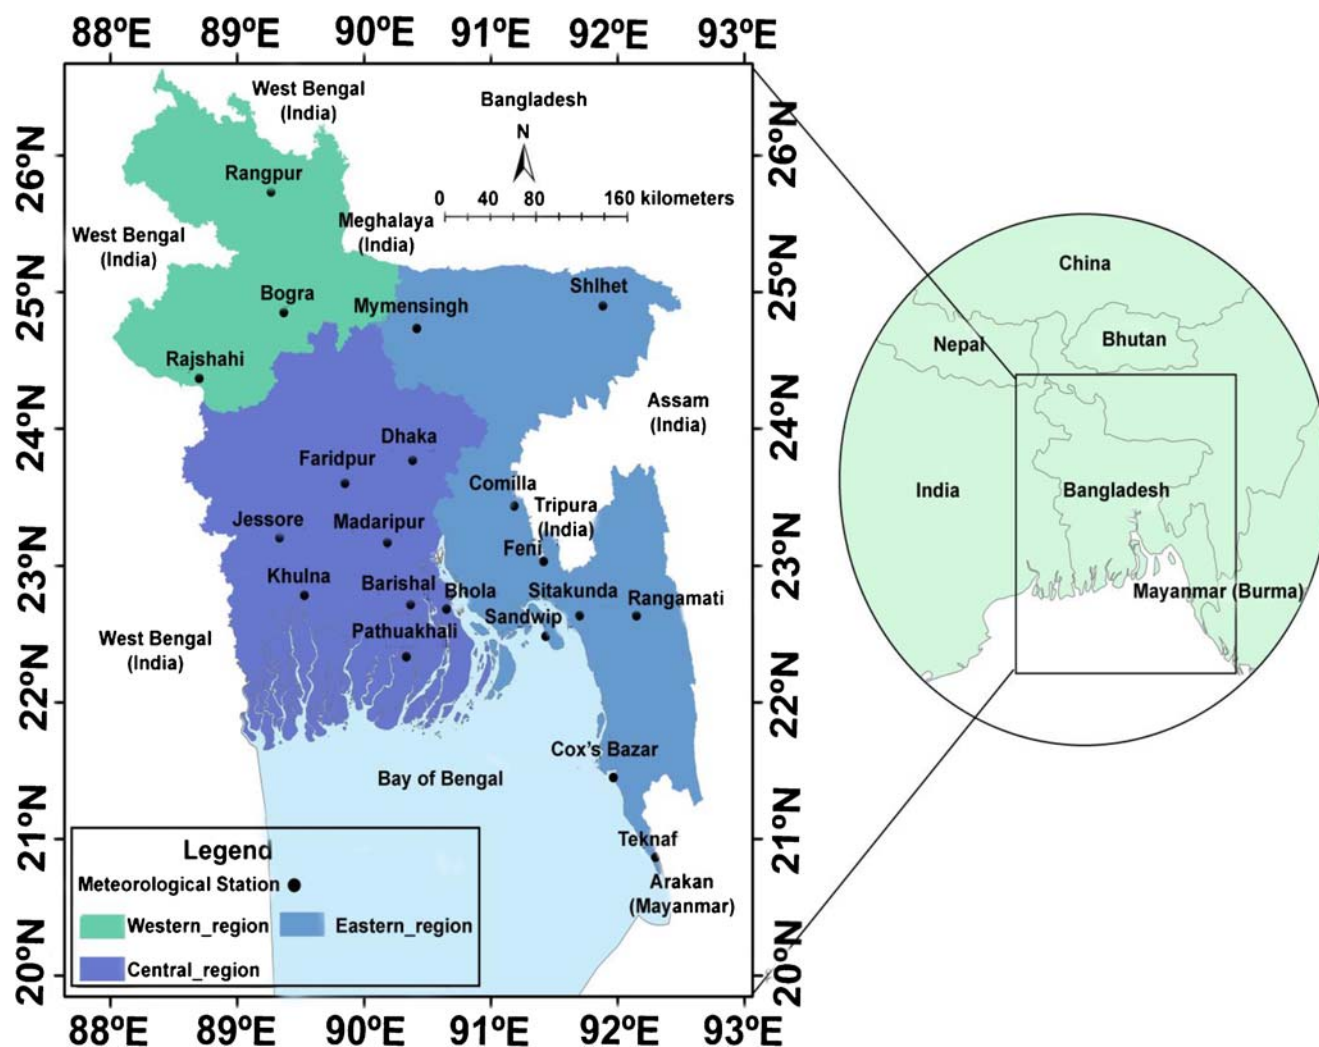 88ºE 89ºE 90ºE 91ºE 92ºE 93ºE
West Bengal
(India)
Bangladesh
N
0 40 80 160 kilometers
26ºN
26ºN
Rangpur
West Bengal
(India)
Meghalaya
(India)
25ºN
25ºN
Bogra
Mymensingh
Shlhet
Rajshahi
24ºN
24ºN
Assam
(India)
Dhaka
Faridpur
Comilla
Tripura
(India)
Jessore
Madaripur
Feni
23ºN
23ºN
Khulna
Barishal
Bhola
Sitakunda
Rangamati
Sandwip
Pathuakhali
West Bengal
(India)
22ºN
22ºN
Cox's Bazar
Bay of Bengal
21ºN
21ºN
Teknaf
Arakan
(Mayanmar)
20ºN
20ºN
Legend
Meteorological Station
Western_region
Eastern_region
Central_region
88ºE 89ºE 90ºE 91ºE 92ºE 93ºE
China
Nepal
Bhutan
India
Bangladesh
Mayanmar (Burma)